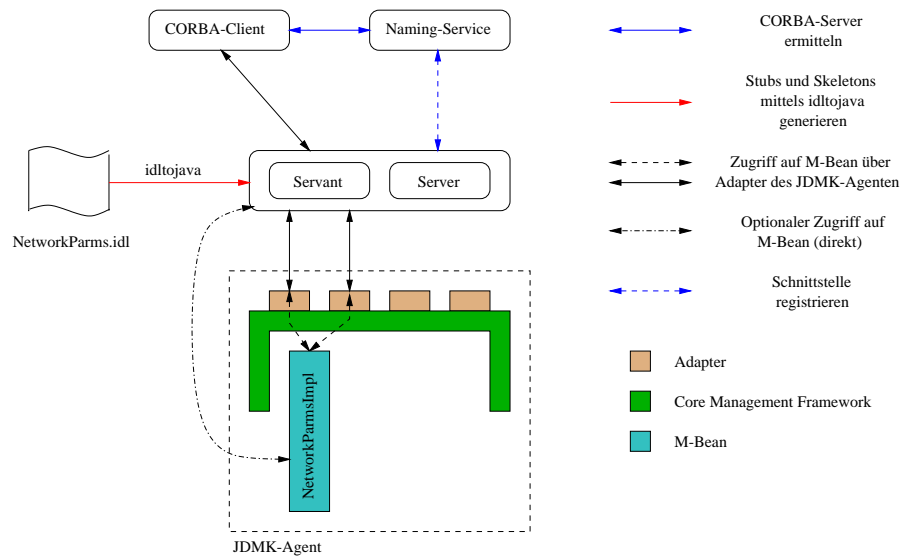 CORBA-Client
Naming-Service
CORBA-Server
ermitteln
Stubs und Skeletons
mittels idltojava
generieren
idltojava
Servant
Server
Zugriff auf M-Bean über
Adapter des JDMK-Agenten
NetworkParms.idl
Optionaler Zugriff auf
M-Bean (direkt)
Schnittstelle
registrieren
Adapter
Core Management Framework
M-Bean
NetworkParmsImpl
JDMK-Agent